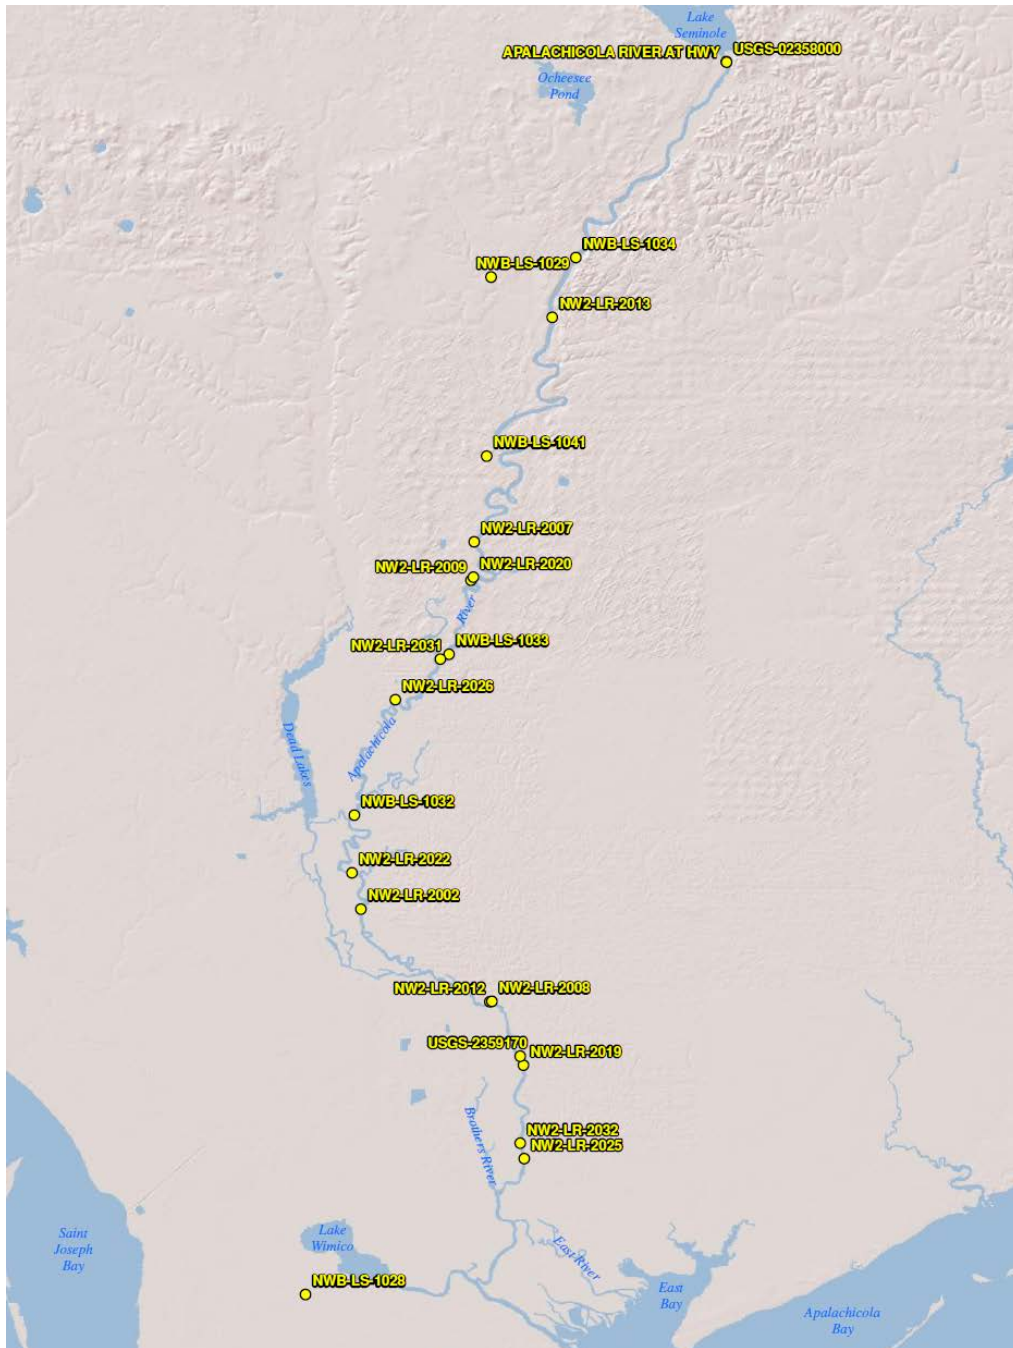 Lake
Seminole
APALACHICOLA RIVER AT HWY
USGS-02358000
Ocheesee
Pond
NWB-LS-1034
NWB-LS-1029
NW2-LR-2013
NWB-LS-1041
NW2-LR-2007
NW2-LR-2009
NW2-LR-2020
River
NWB-LS-1033
NW2-LR-2031
NW2-LR-2026
Dead Lakes
Apalachicola
NWB-LS-1032
NW2-LR-2022
NW2-LR-2002
NW2-LR-2012
NW2-LR-2008
USGS-2359170
NW2-LR-2019
Brothers River
NW2-LR-2032
NW2-LR-2025
Saint
Joseph
Bay
Lake
Wimico
East River
NWB-LS-1028
East
Bay
Apalachicola
Bay